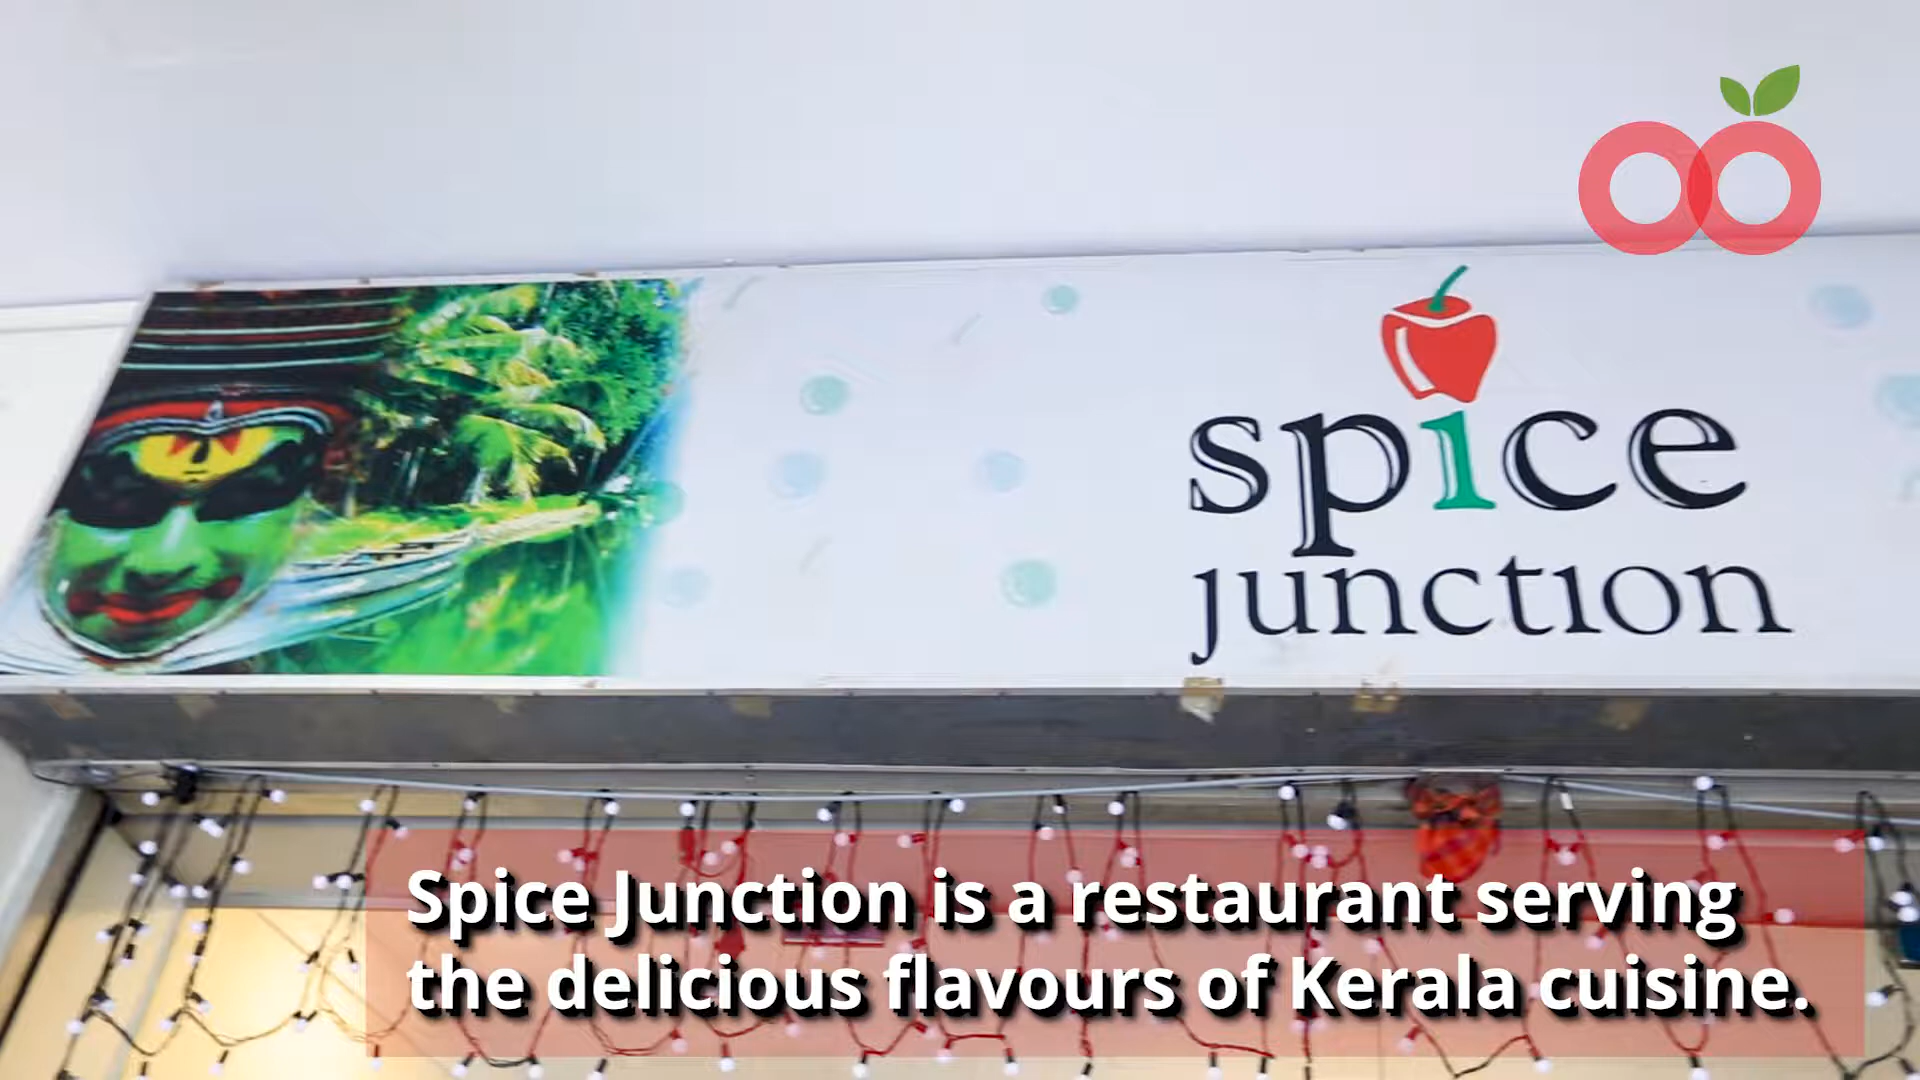 spice
junction
Spice Junction is a restaurant serving
the delicious flavours of Kerala cuisine.